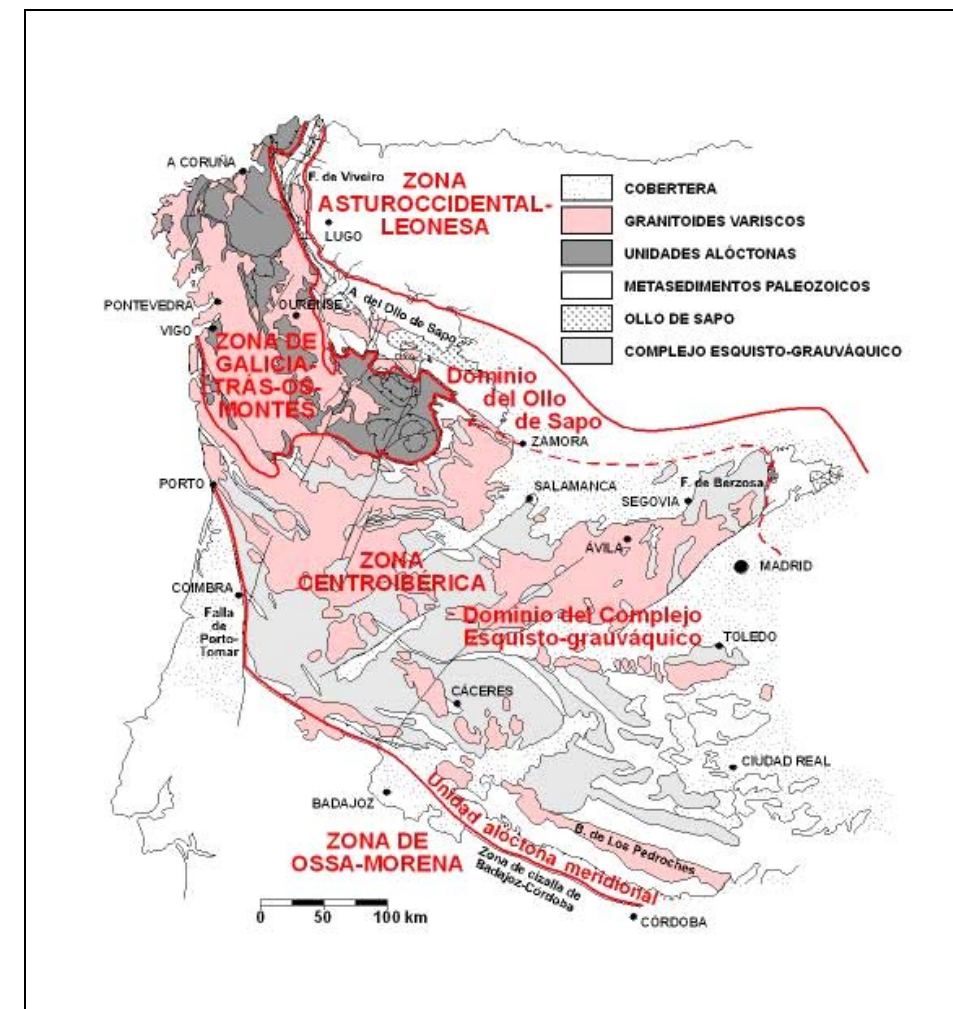 A CORUÑA
F. de Viveiro
ZONA
ASTUROCCIDENTAL-
LEONESA
LUGO
COBERTERA
GRANITOIDES VARISCOS
UNIDADES ALÓCTONAS
METASEDIMENTOS PALEOZOICOS
OLLO DE SAPO
COMPLEJO ESQUISTO-GRAUVÁQUICO
PONTEVEDRA
OURENSE
A. del Ollo de Sapo
VIGO
ZONA DE
GALICIA-
TRÁS-OS-
MONTES
Dominio
del Ollo
de Sapo
ZAMORA
PORTO
SALAMANCA
F. de Berzosa
SEGOVIA
ÁVILA
MADRID
ZONA
CENTROIBÉRICA
COIMBRA
Falla
de
Porto-
Tomar
Dominio del Complejo
Esquisto-grauváquico
TOLEDO
CÁCERES
CIUDAD REAL
BADAJOZ
Unidad alóctona meridional
B. de Los Pedroches
ZONA DE
OSSA-MORENA
Zona de cizalla de
Badajoz-Córdoba
0 50 100 km
CÓRDOBA